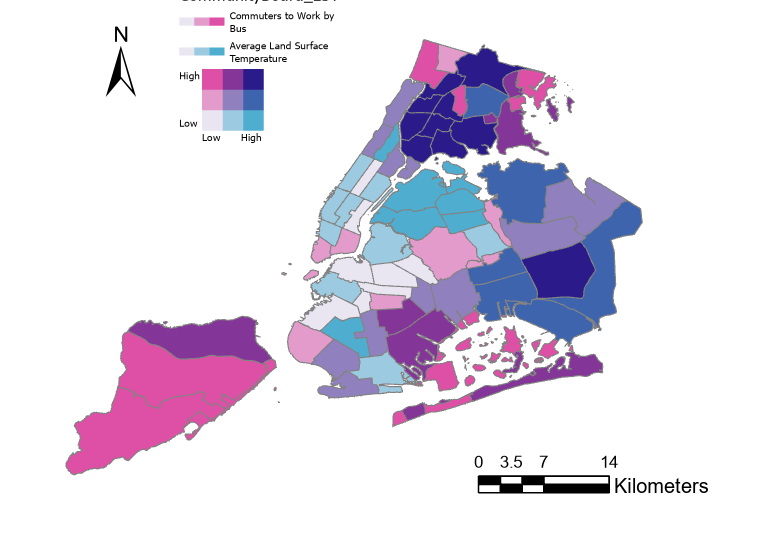 Commuters to Work by
Bus
N
Average Land Surface
Temperature
High
Low
Low High
0 3.5 7 14
Kilometers